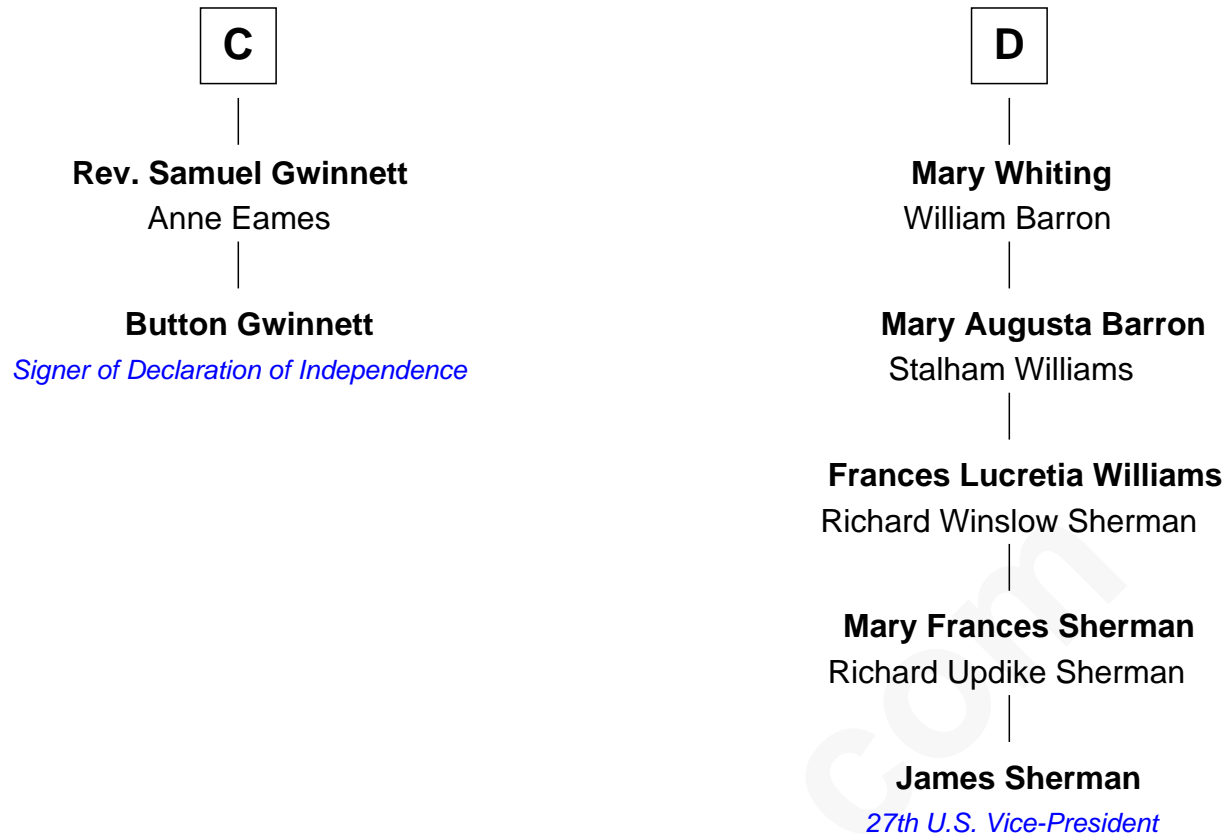 C
Rev. Samuel Gwinnett
Anne Eames
Button Gwinnett
Signer of Declaration of Independence
D
Mary Whiting
William Barron
Mary Augusta Barron
Stalham Williams
Frances Lucretia Williams
Richard Winslow Sherman
Mary Frances Sherman
Richard Updike Sherman
James Sherman
27th U.S. Vice-President
com